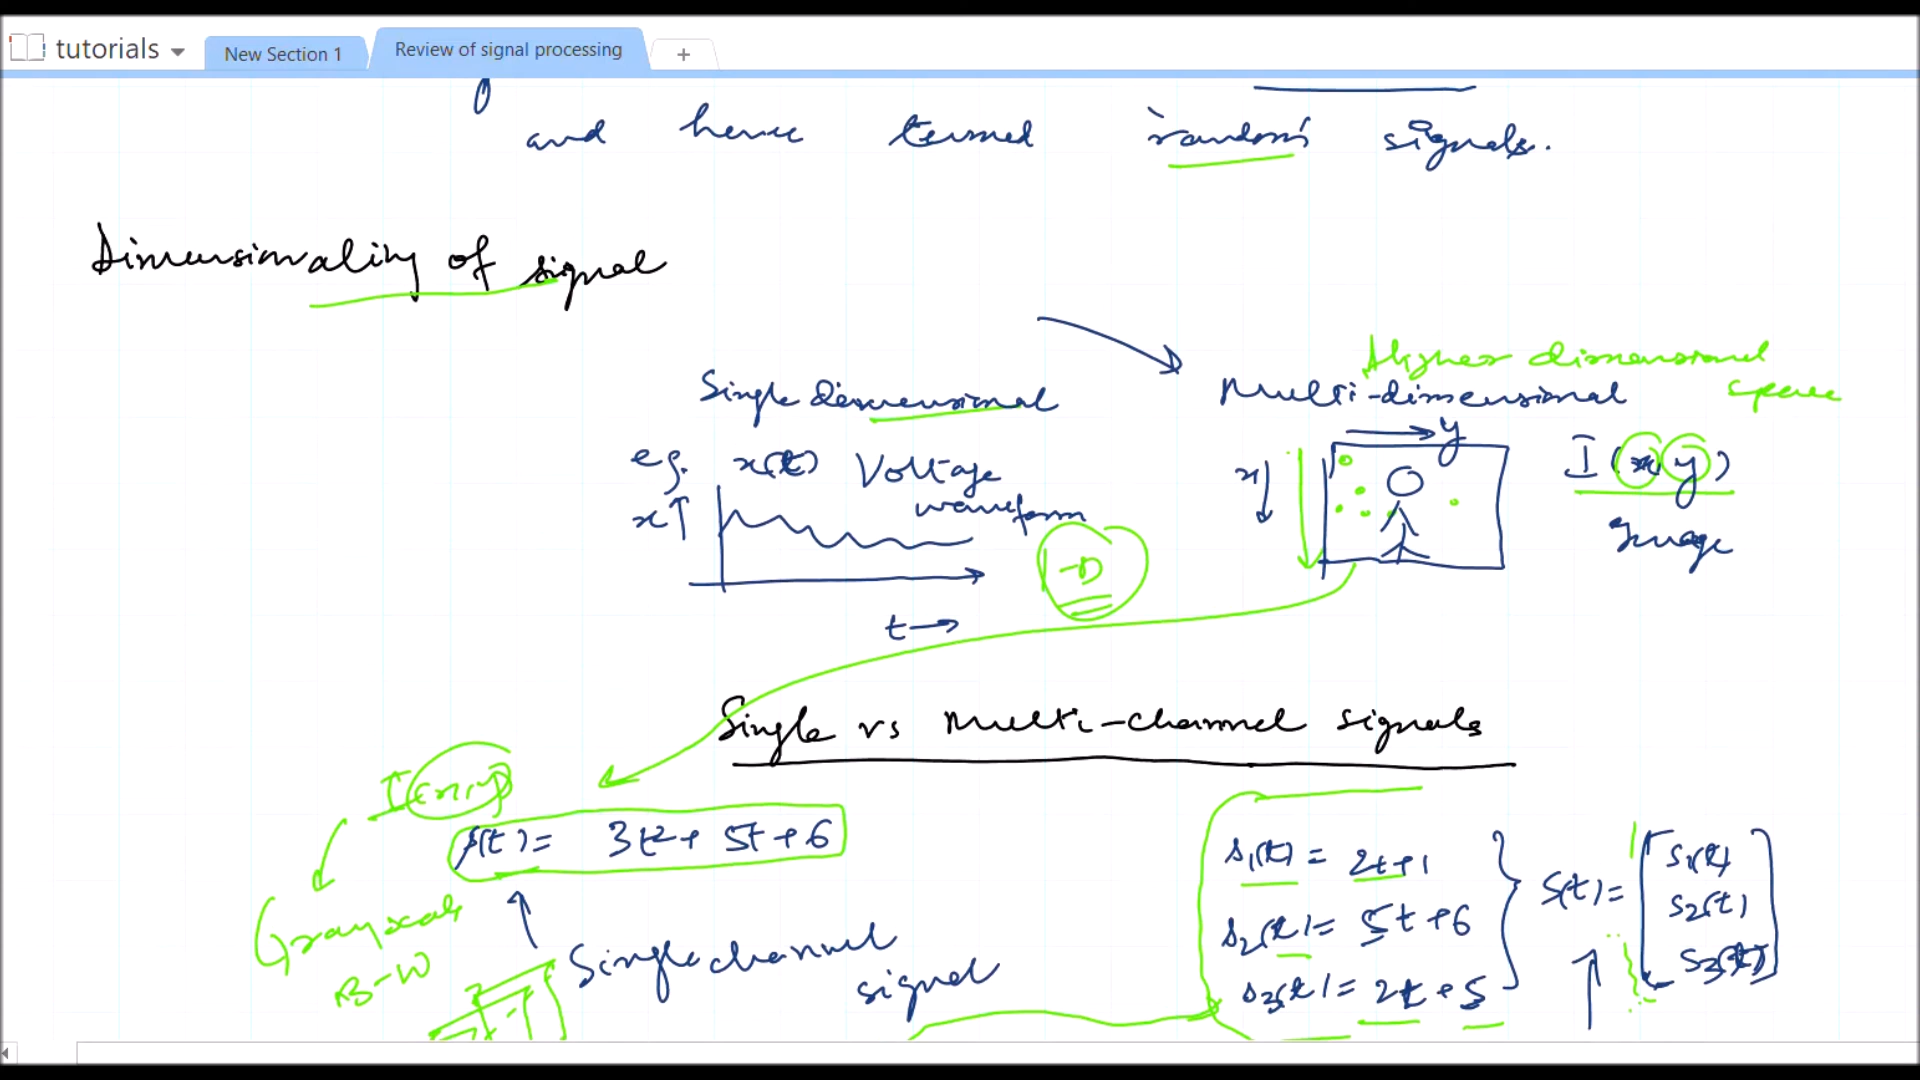 tutorials
New Section 1
Review of signal processing
+
and hence termed 'random' signals.
Dimensionality of signal
Higher dimensional space
Single dimensional
Multi-dimensional
eg. x(t) Voltage waveform
x↑
t→
1-D
y
x↓
I(x,y)
Image
Single vs Multi-channel signals
I(x,y)
s(t) = 3t²+ 5t+6
Grayscale
B-W
Single channel signal
s₁(t) = 2t+1
s₂(t) = 5t+6
s₃(t) = 2t+5
S(t) =
s₁(t)
s₂(t)
s₃(t)